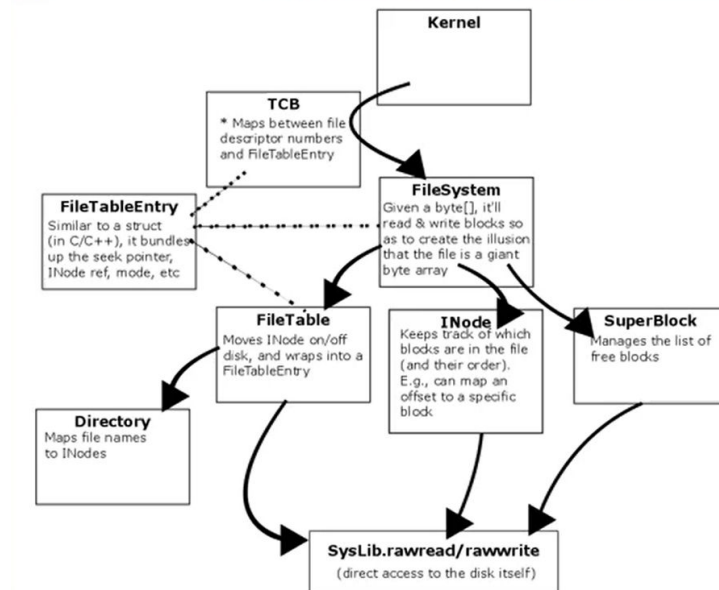 Kernel
TCB
* Maps between file
descriptor numbers
and FileTableEntry
FileTableEntry
Similar to a struct
(in C/C++), it bundles
up the seek pointer,
INode ref, mode, etc
FileSystem
Given a byte[], it'll
read & write blocks so
as to create the illusion
that the file is a giant
byte array
FileTable
Moves INode on/off
disk, and wraps into a
FileTableEntry
INode
Keeps track of which
blocks are in the file
(and their order).
E.g., can map an
offset to a specific
block
SuperBlock
Manages the list of
free blocks
Directory
Maps file names
to INodes
SysLib.rawread/rawwrite
(direct access to the disk itself)